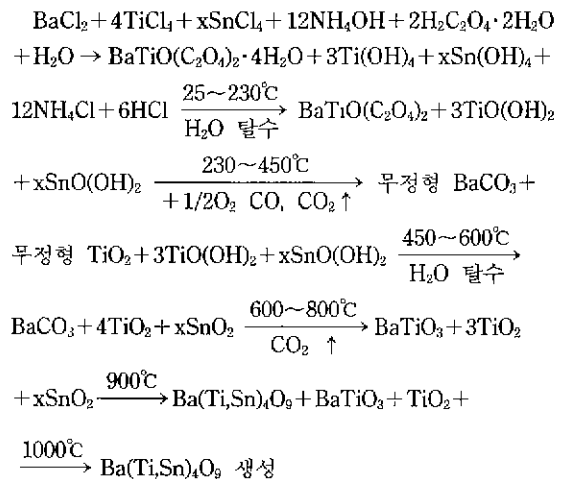 BaCl₂+4TiCl₄+xSnCl₄+12NH₄OH+2H₂C₂O₄·2H₂O
+H₂O→BaTiO(C₂O₄)₂·4H₂O+3Ti(OH)₄+xSn(OH)₄+
25~230℃
12NH₄Cl+6HCl ⟶ BaTiO(C₂O₄)₂+3TiO(OH)₂
H₂O 탈수
230~450℃
+xSnO(OH)₂ ⟶ 무정형 BaCO₃+
+1/2O₂ CO, CO₂↑
450~600℃
무정형 TiO₂+3TiO(OH)₂+xSnO(OH)₂ ⟶
H₂O 탈수
600~800℃
BaCO₃+4TiO₂+xSnO₂ ⟶ BaTiO₃+3TiO₂
CO₂ ↑
900℃
+xSnO₂ ⟶ Ba(Ti,Sn)₄O₉+BaTiO₃+TiO₂+
1000℃
⟶ Ba(Ti,Sn)₄O₉ 생성